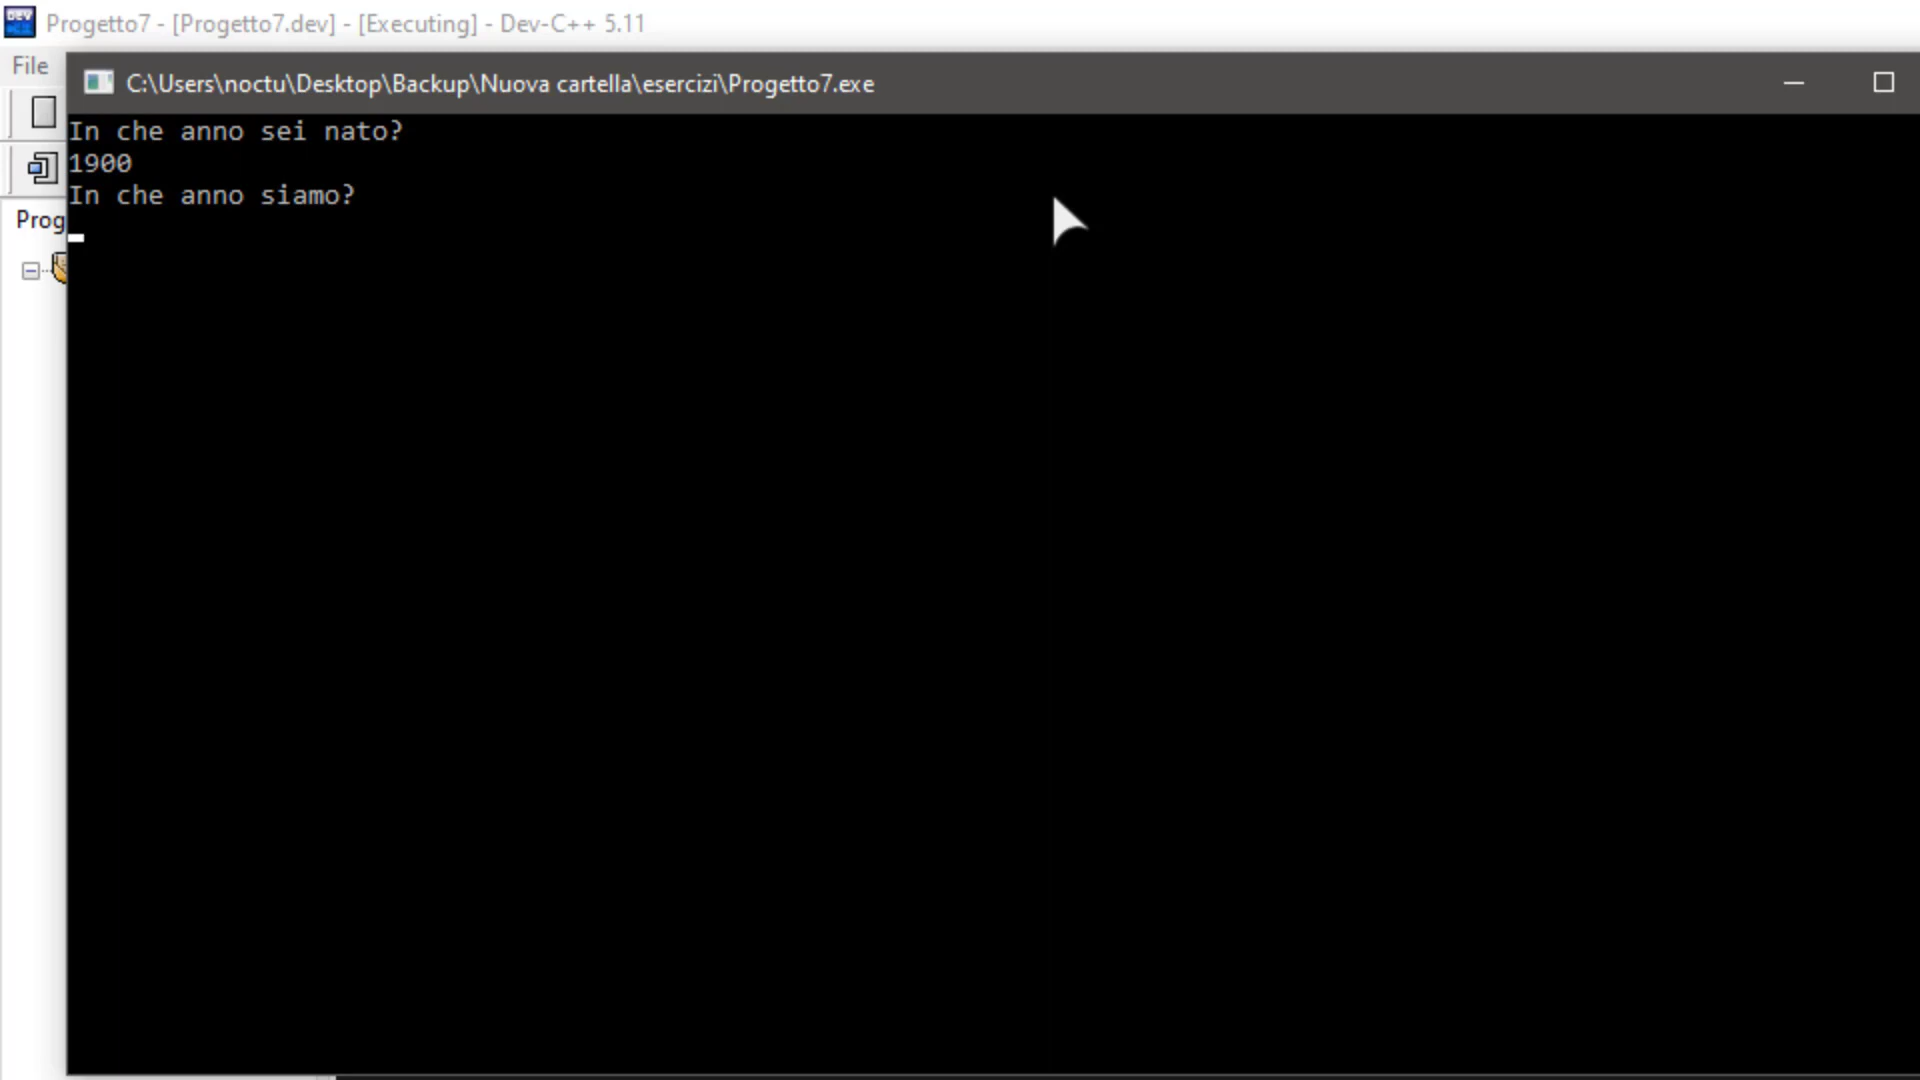 Progetto7 - [Progetto7.dev] - [Executing] - Dev-C++ 5.11
File
C:\Users\noctu\Desktop\Backup\Nuova cartella\esercizi\Progetto7.exe
In che anno sei nato?
1900
In che anno siamo?
Prog